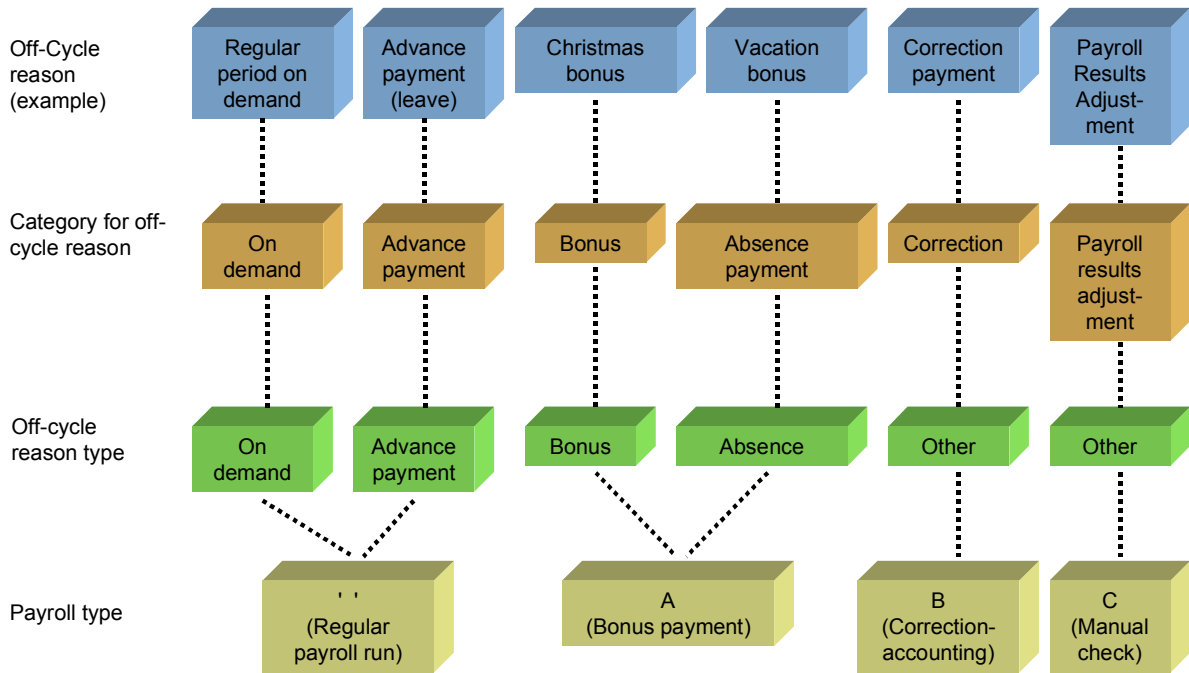 Off-Cycle
reason
(example)
Regular
period on
demand
Advance
payment
(leave)
Christmas
bonus
Vacation
bonus
Correction
payment
Payroll
Results
Adjust-
ment
Category for off-
cycle reason
On
demand
Advance
payment
Bonus
Absence
payment
Correction
Payroll
results
adjust-
ment
Off-cycle
reason type
On
demand
Advance
payment
Bonus
Absence
Other
Other
Payroll type
' '
(Regular
payroll run)
A
(Bonus payment)
B
(Correction-
accounting)
C
(Manual
check)